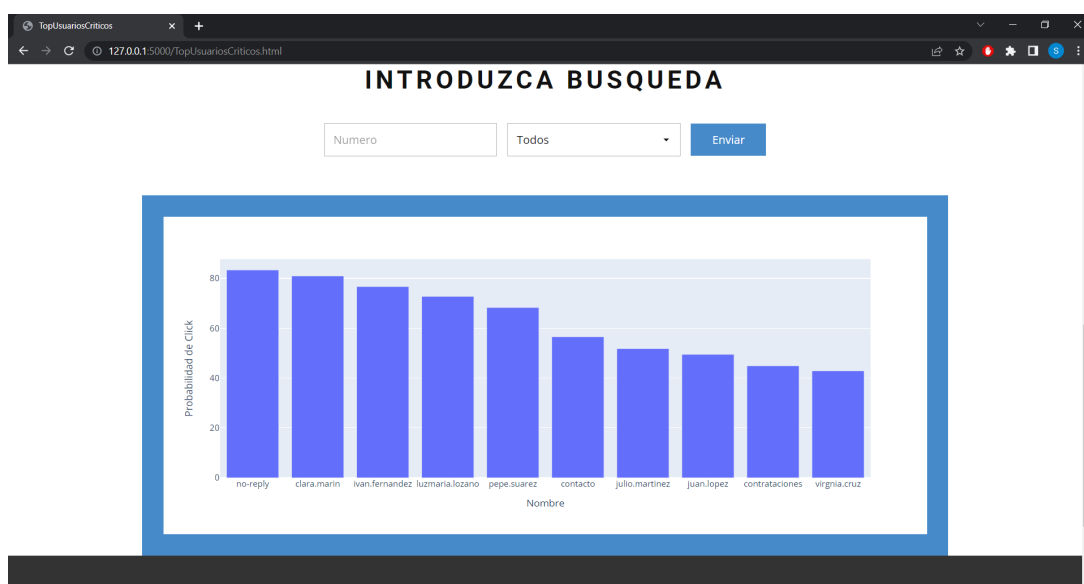 TopUsuariosCriticos
127.0.0.1:5000/TopUsuariosCriticos.html
S
INTRODUZCA BUSQUEDA
Numero
Todos
Enviar
80
60
40
20
0
Probabilidad de Click
no-reply
clara.marin
ivan.fernandez
luzmaria.lozano
pepe.suarez
contacto
julio.martinez
juan.lopez
contrataciones
virgnia.cruz
Nombre